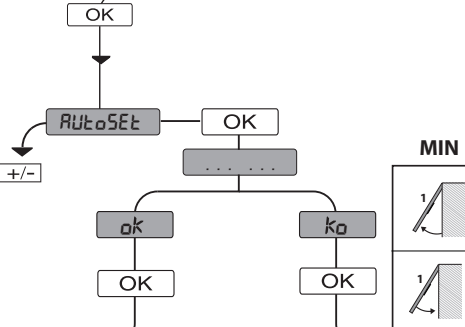 OK
AUtoSEt OK
+/-
. . . . . .
MIN
ok ko
1
OK OK
1